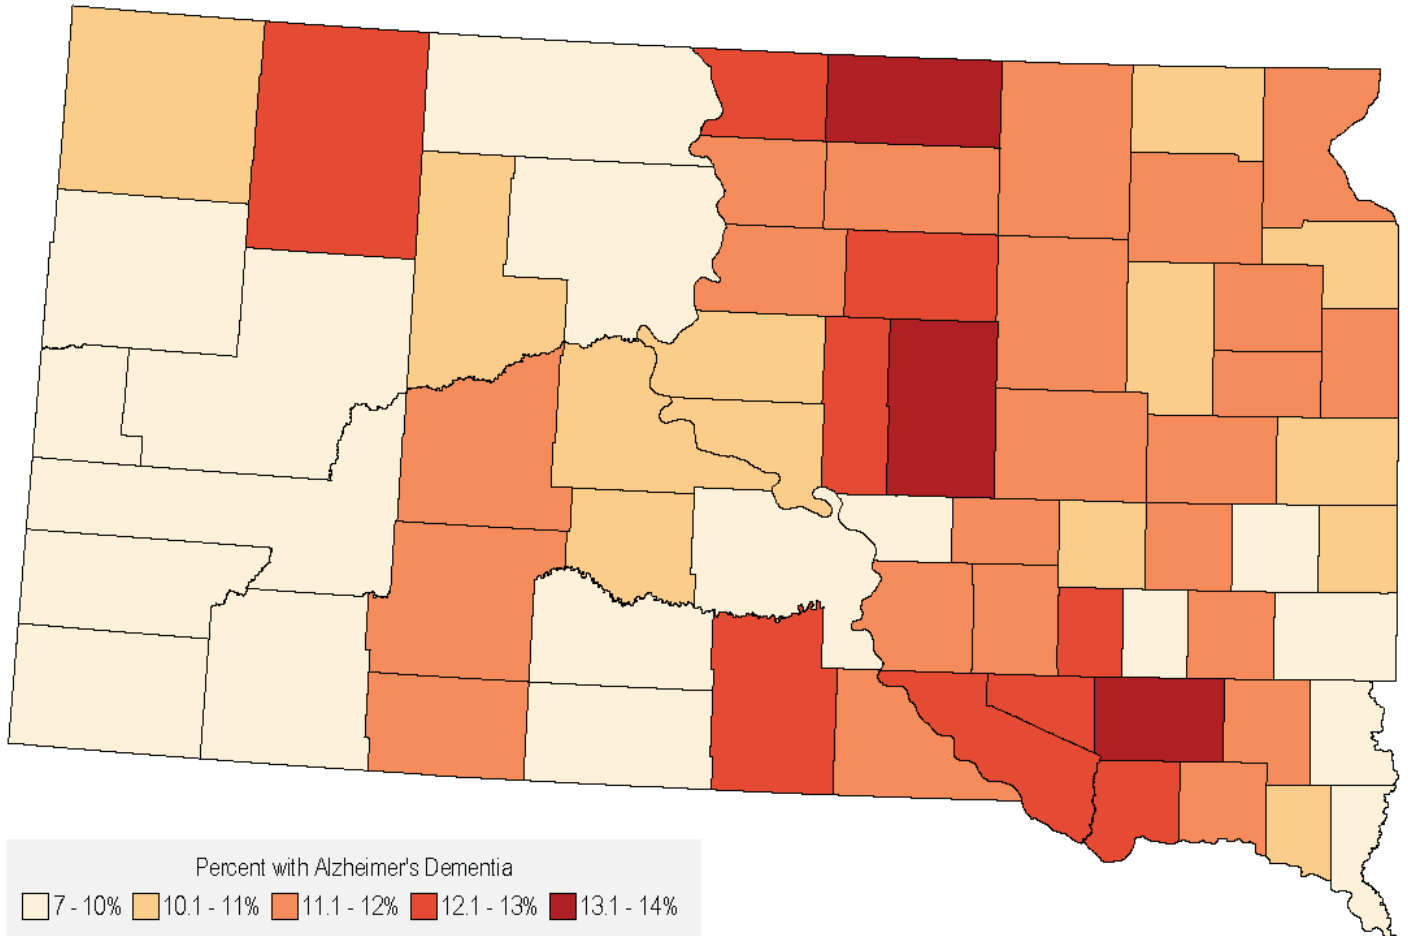 Percent with Alzheimer's Dementia
7 - 10% 10.1 - 11% 11.1 - 12% 12.1 - 13% 13.1 - 14%